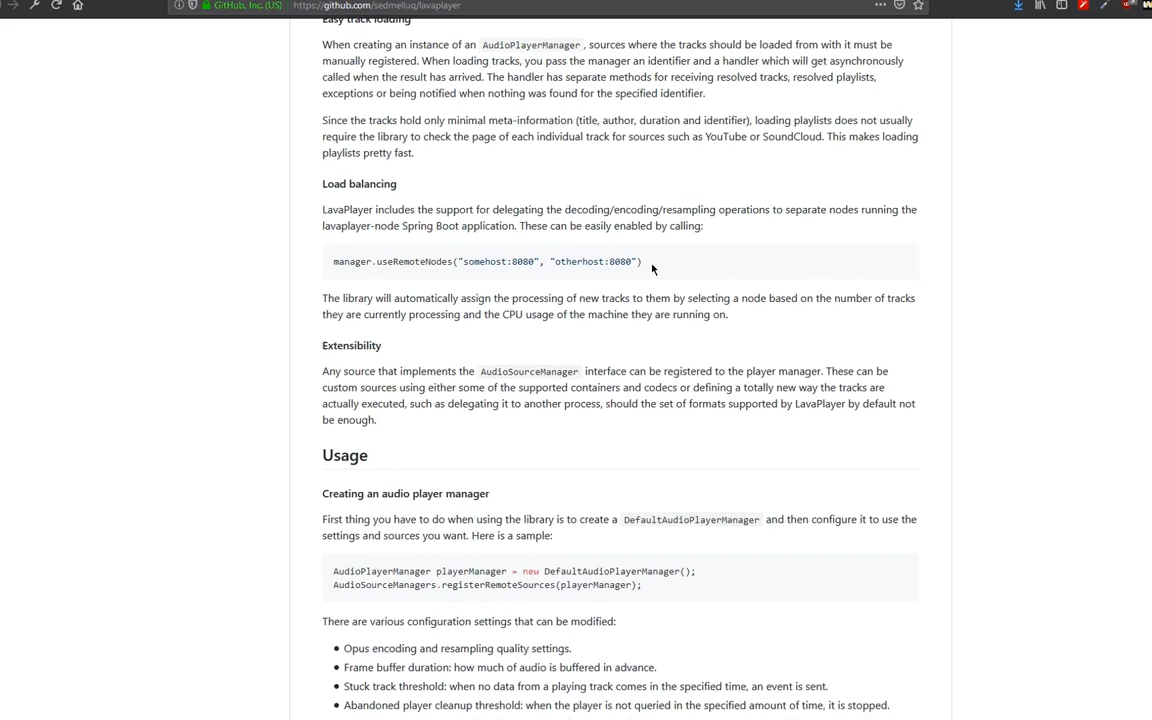 GitHub, Inc. (US)
https://github.com/sedmelluq/lavaplayer
Easy track loading
When creating an instance of an AudioPlayerManager, sources where the tracks should be loaded from with it must be
manually registered. When loading tracks, you pass the manager an identifier and a handler which will get asynchronously
called when the result has arrived. The handler has separate methods for receiving resolved tracks, resolved playlists,
exceptions or being notified when nothing was found for the specified identifier.
Since the tracks hold only minimal meta-information (title, author, duration and identifier), loading playlists does not usually
require the library to check the page of each individual track for sources such as YouTube or SoundCloud. This makes loading
playlists pretty fast.
Load balancing
LavaPlayer includes the support for delegating the decoding/encoding/resampling operations to separate nodes running the
lavaplayer-node Spring Boot application. These can be easily enabled by calling:
manager.useRemoteNodes("somehost:8080", "otherhost:8080")
The library will automatically assign the processing of new tracks to them by selecting a node based on the number of tracks
they are currently processing and the CPU usage of the machine they are running on.
Extensibility
Any source that implements the AudioSourceManager interface can be registered to the player manager. These can be
custom sources using either some of the supported containers and codecs or defining a totally new way the tracks are
actually executed, such as delegating it to another process, should the set of formats supported by LavaPlayer by default not
be enough.
Usage
Creating an audio player manager
First thing you have to do when using the library is to create a DefaultAudioPlayerManager and then configure it to use the
settings and sources you want. Here is a sample:
AudioPlayerManager playerManager = new DefaultAudioPlayerManager();
AudioSourceManagers.registerRemoteSources(playerManager);
There are various configuration settings that can be modified:
• Opus encoding and resampling quality settings.
• Frame buffer duration: how much of audio is buffered in advance.
• Stuck track threshold: when no data from a playing track comes in the specified time, an event is sent.
• Abandoned player cleanup threshold: when the player is not queried in the specified amount of time, it is stopped.